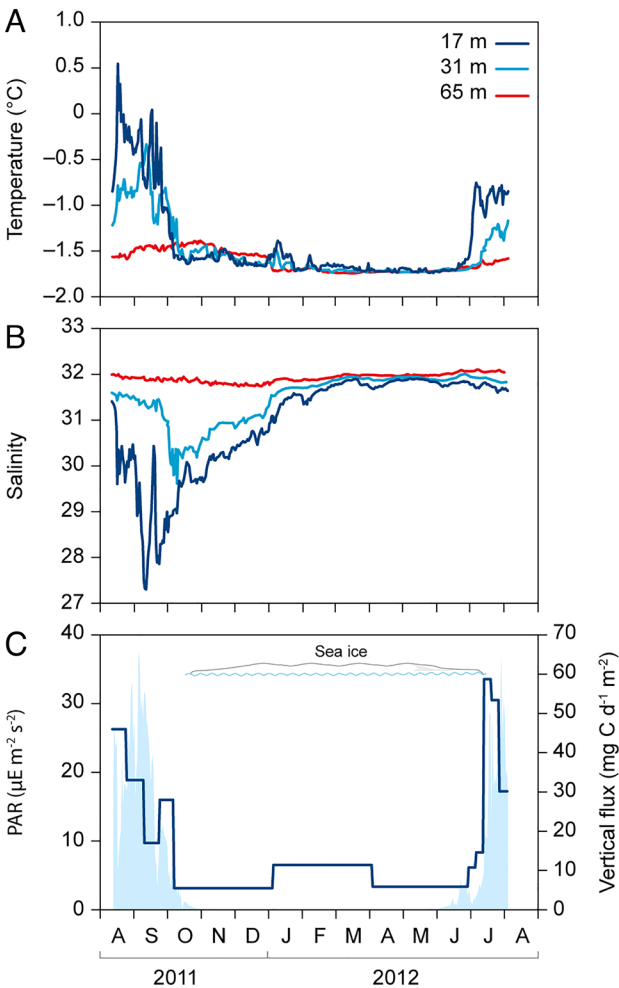 A
Temperature (°C)
1.0
0.5
0
–0.5
–1.0
–1.5
–2.0
17 m
31 m
65 m
B
Salinity
33
32
31
30
29
28
27
C
PAR (µE m-2 s-2)
40
30
20
10
0
Sea ice
70
60
50
40
30
20
10
0
Vertical flux (mg C d-1 m-2)
A S O N D J F M A M J J A
2011 2012